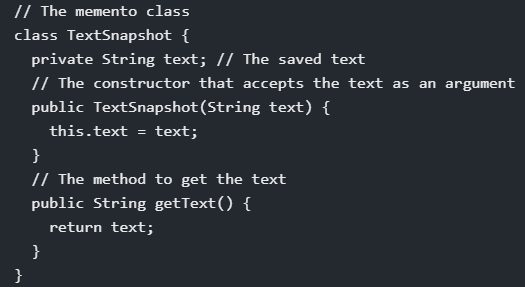 // The memento class
class TextSnapshot {
  private String text; // The saved text
  // The constructor that accepts the text as an argument
  public TextSnapshot(String text) {
    this.text = text;
  }
  // The method to get the text
  public String getText() {
    return text;
  }
}